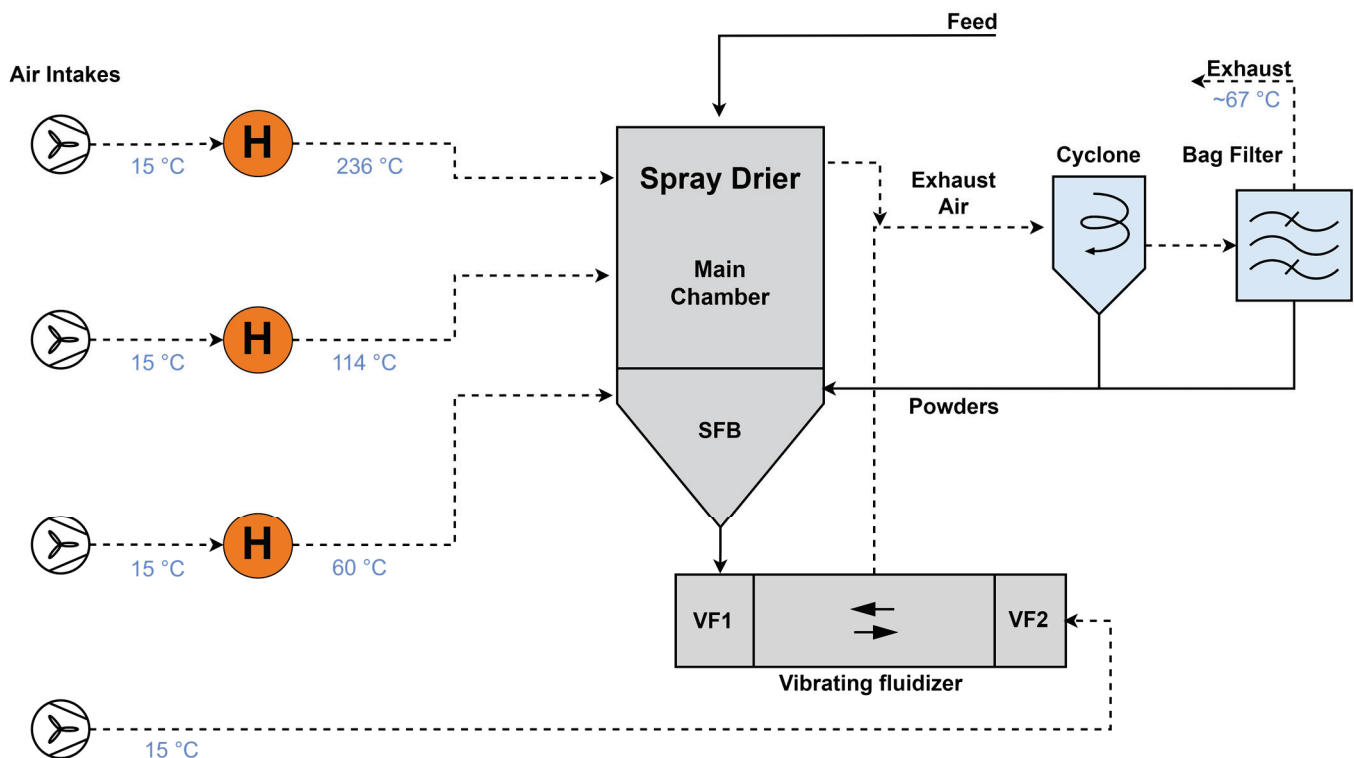 Feed
Air Intakes
Exhaust
~67 °C
H
15 °C
236 °C
Spray Drier
Cyclone
Bag Filter
Exhaust
Air
Main
Chamber
H
15 °C
114 °C
Powders
SFB
H
15 °C
60 °C
VF1
VF2
Vibrating fluidizer
15 °C